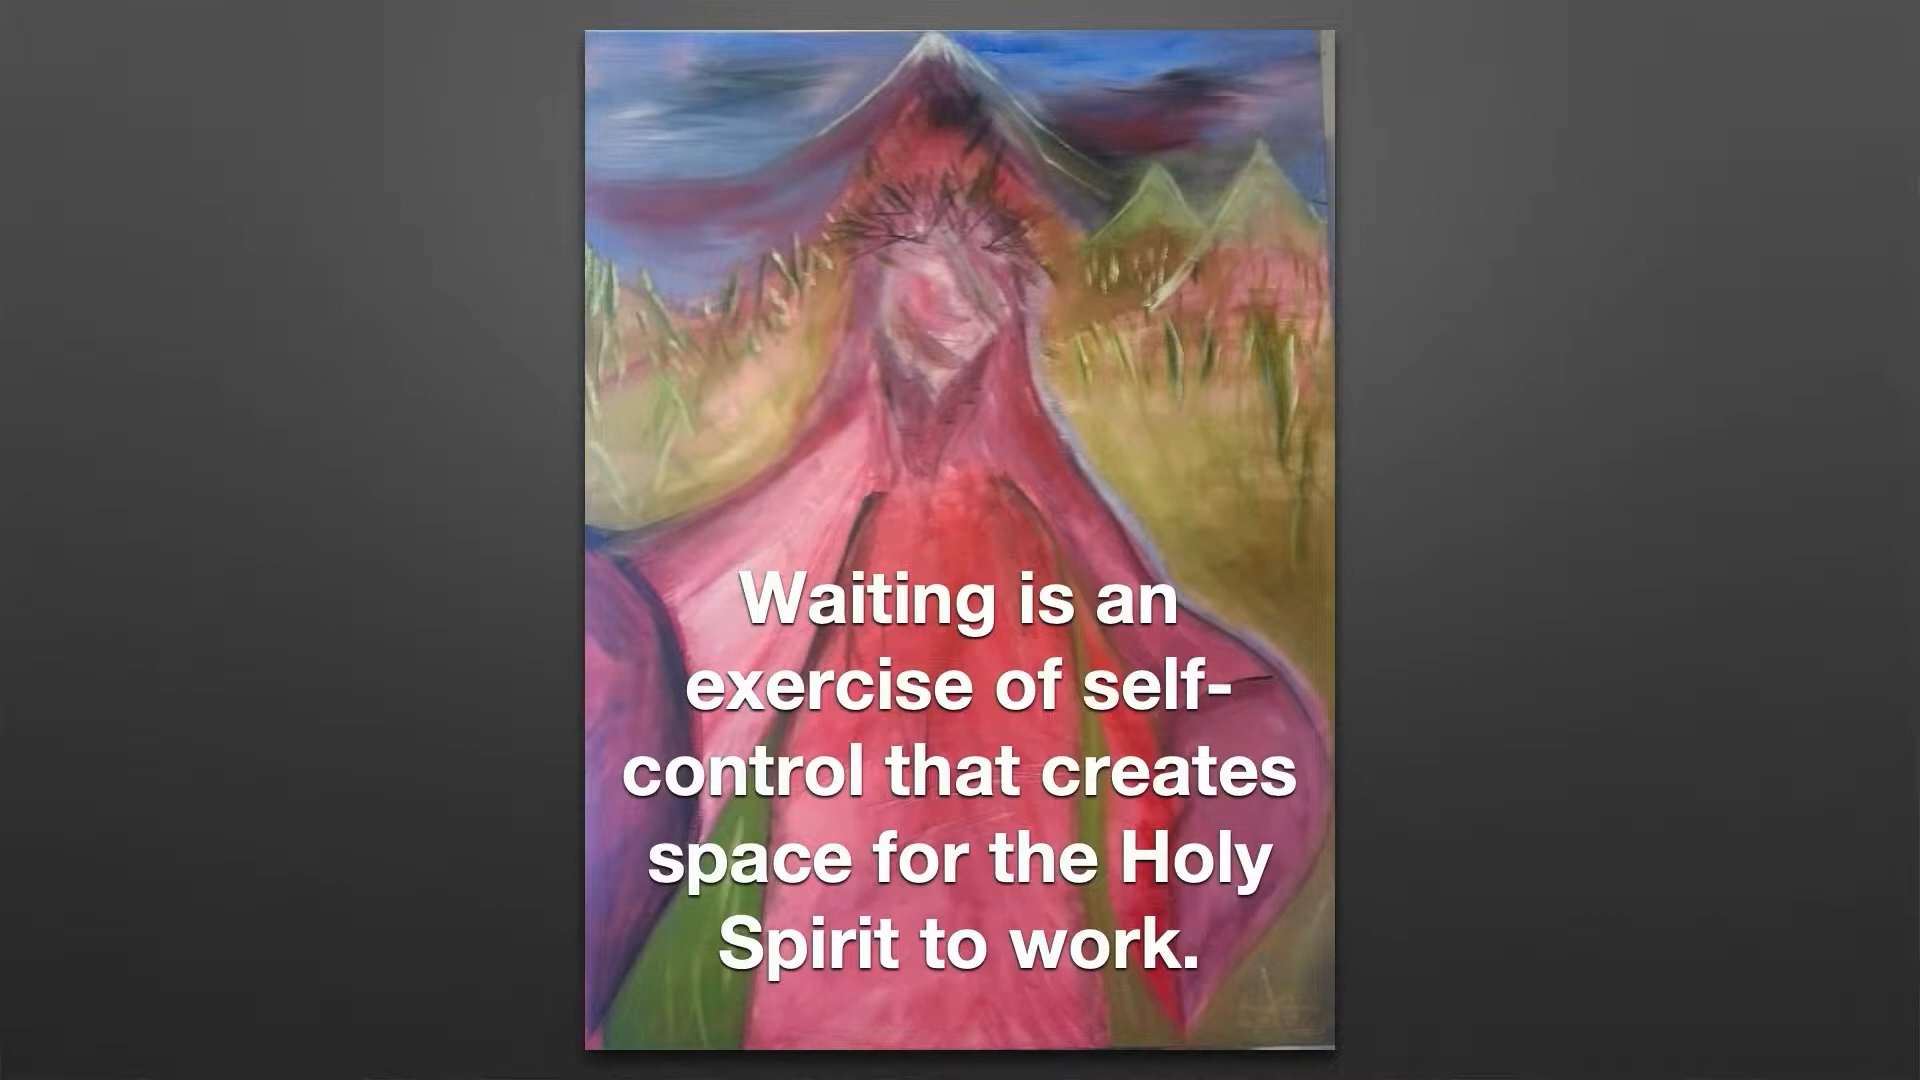 Waiting is an
exercise of self-
control that creates
space for the Holy
Spirit to work.